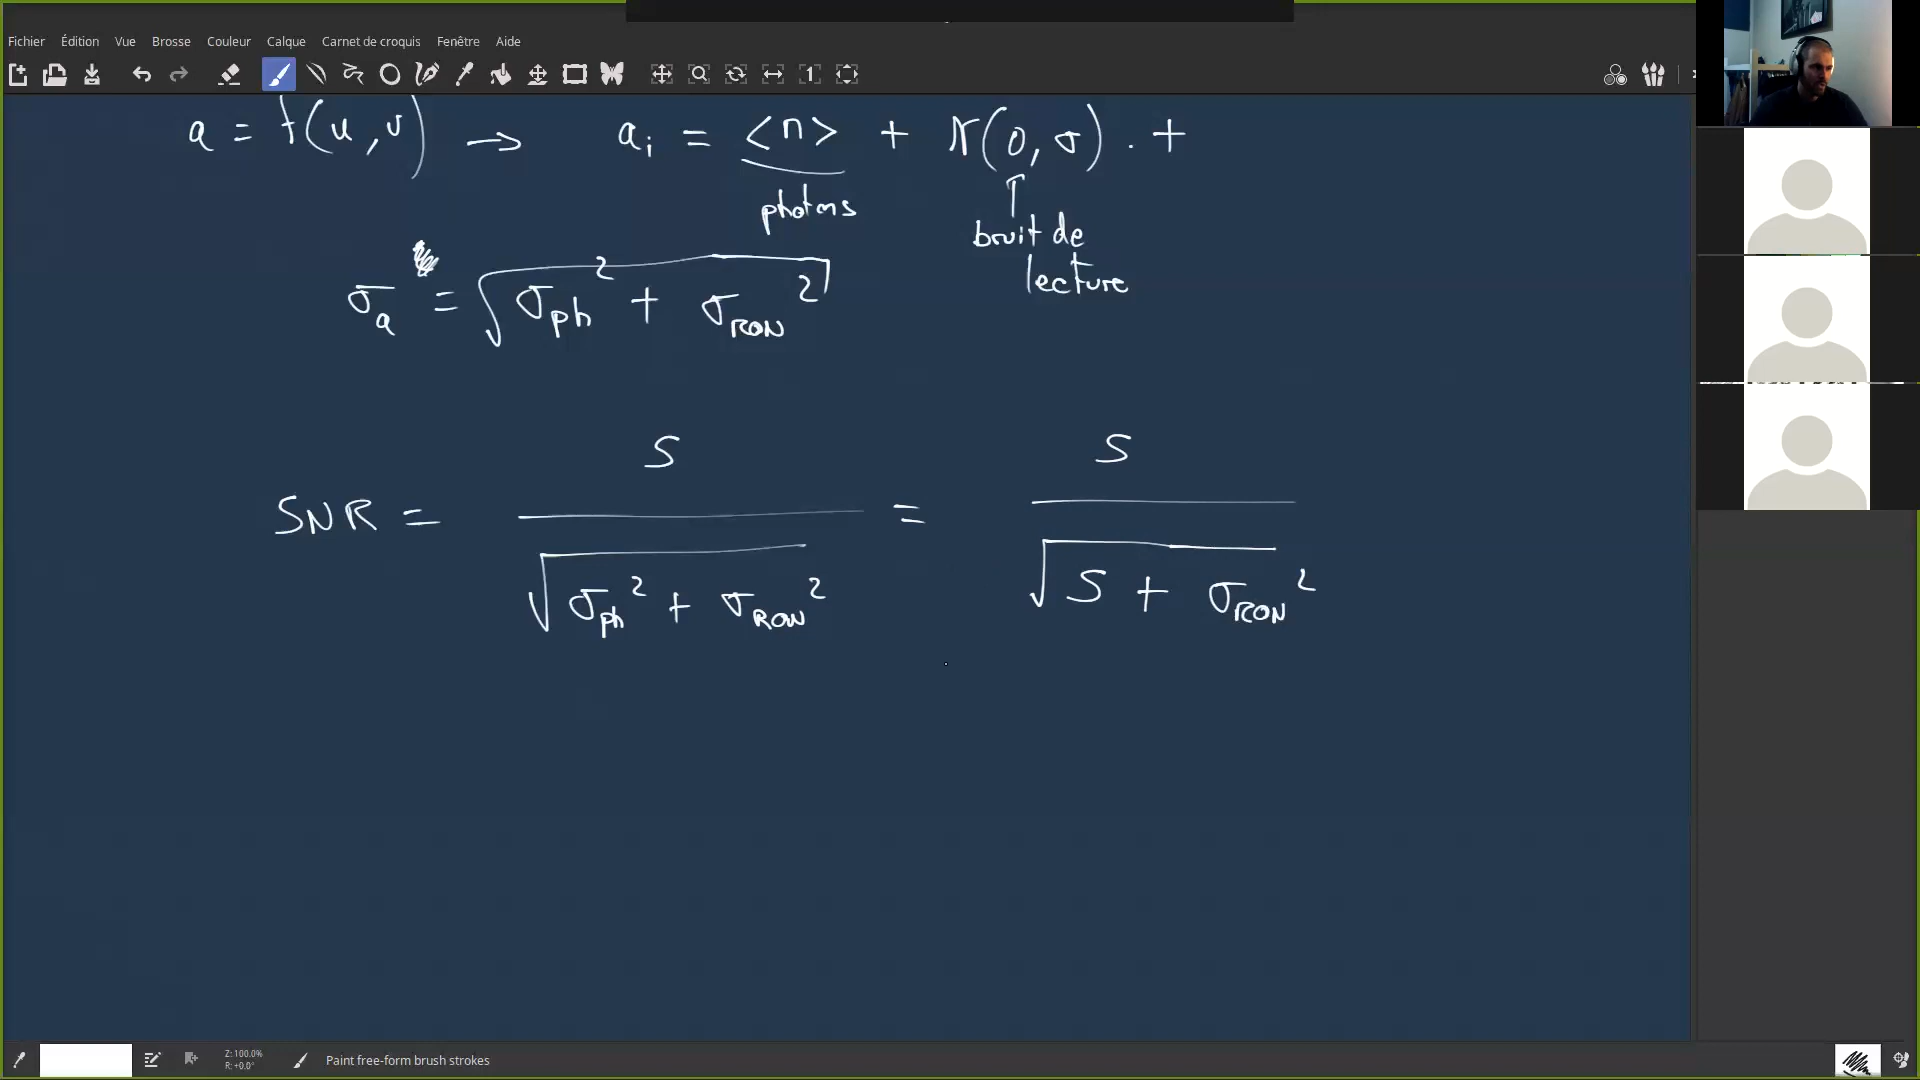 Fichier Édition Vue Brosse Couleur Calque Carnet de croquis Fenêtre Aide
a = f(u,v) → aᵢ = <n> + N(0,σ) . +
photons
bruit de
lecture
σₐ = √(σ_ph² + σ_RON²)
SNR = S / √(σ_ph² + σ_RON²) = S / √(S + σ_RON²)
Z: 100.0%
R: +0.0°
Paint free-form brush strokes